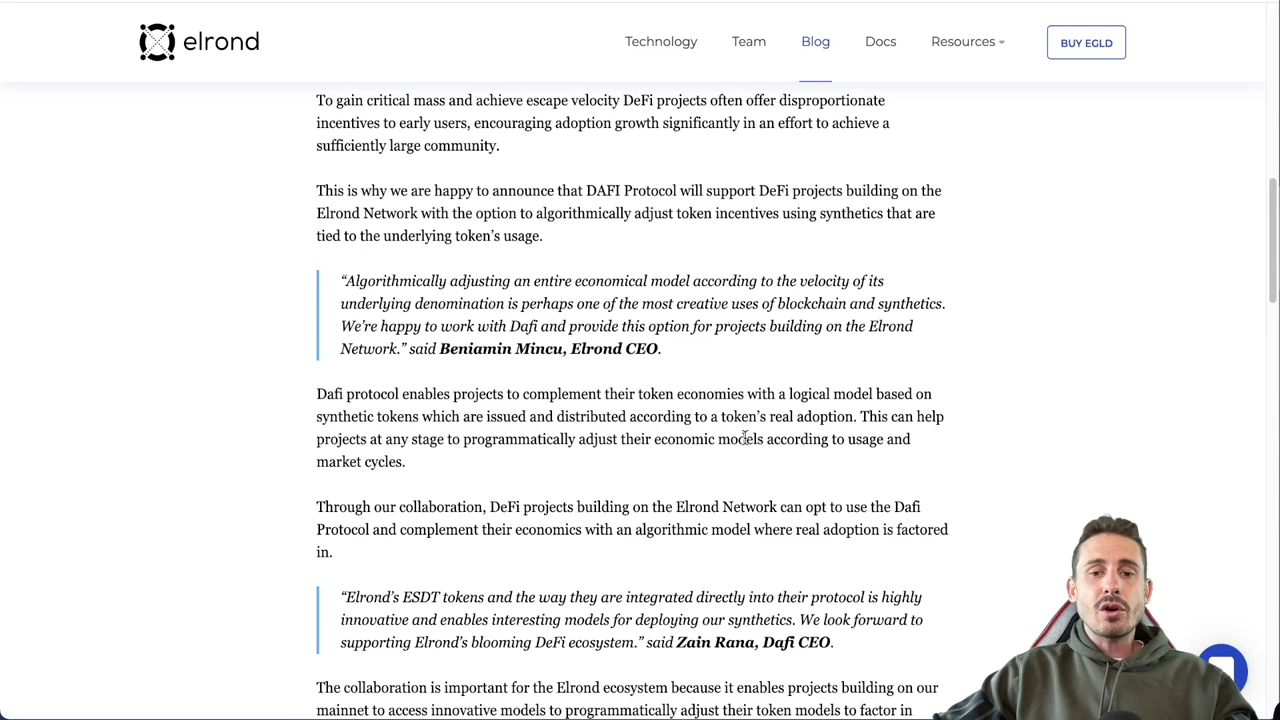 elrond
Technology
Team
Blog
Docs
Resources
BUY EGLD
To gain critical mass and achieve escape velocity DeFi projects often offer disproportionate
incentives to early users, encouraging adoption growth significantly in an effort to achieve a
sufficiently large community.
This is why we are happy to announce that DAFI Protocol will support DeFi projects building on the
Elrond Network with the option to algorithmically adjust token incentives using synthetics that are
tied to the underlying token’s usage.
“Algorithmically adjusting an entire economical model according to the velocity of its
underlying denomination is perhaps one of the most creative uses of blockchain and synthetics.
We’re happy to work with Dafi and provide this option for projects building on the Elrond
Network.” said Beniamin Mincu, Elrond CEO.
Dafi protocol enables projects to complement their token economies with a logical model based on
synthetic tokens which are issued and distributed according to a token’s real adoption. This can help
projects at any stage to programmatically adjust their economic models according to usage and
market cycles.
Through our collaboration, DeFi projects building on the Elrond Network can opt to use the Dafi
Protocol and complement their economics with an algorithmic model where real adoption is factored
in.
“Elrond’s ESDT tokens and the way they are integrated directly into their protocol is highly
innovative and enables interesting models for deploying our synthetics. We look forward to
supporting Elrond’s blooming DeFi ecosystem.” said Zain Rana, Dafi CEO.
The collaboration is important for the Elrond ecosystem because it enables projects building on our
mainnet to access innovative models to programmatically adjust their token models to factor in